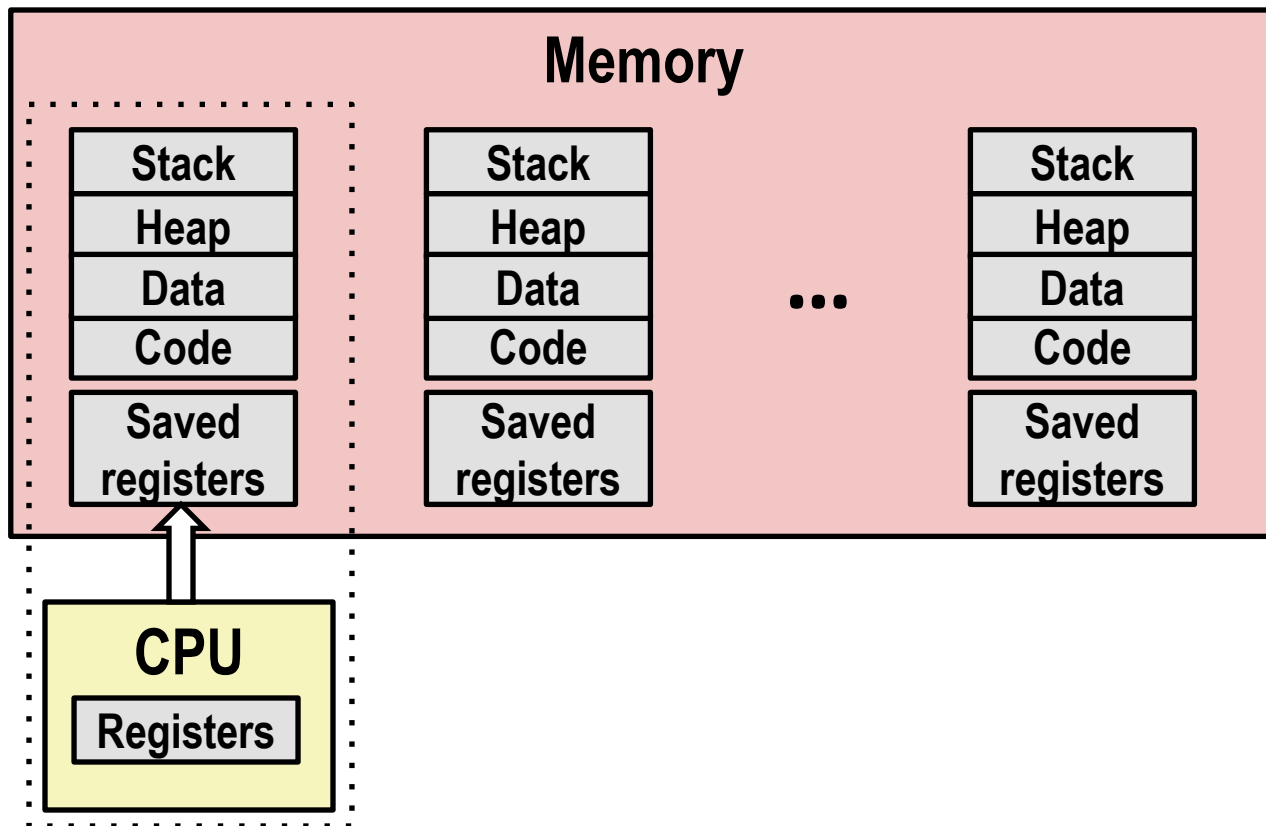 Memory
Stack
Heap
Data
Code
Saved
registers
Stack
Heap
Data
Code
Saved
registers
...
Stack
Heap
Data
Code
Saved
registers
CPU
Registers